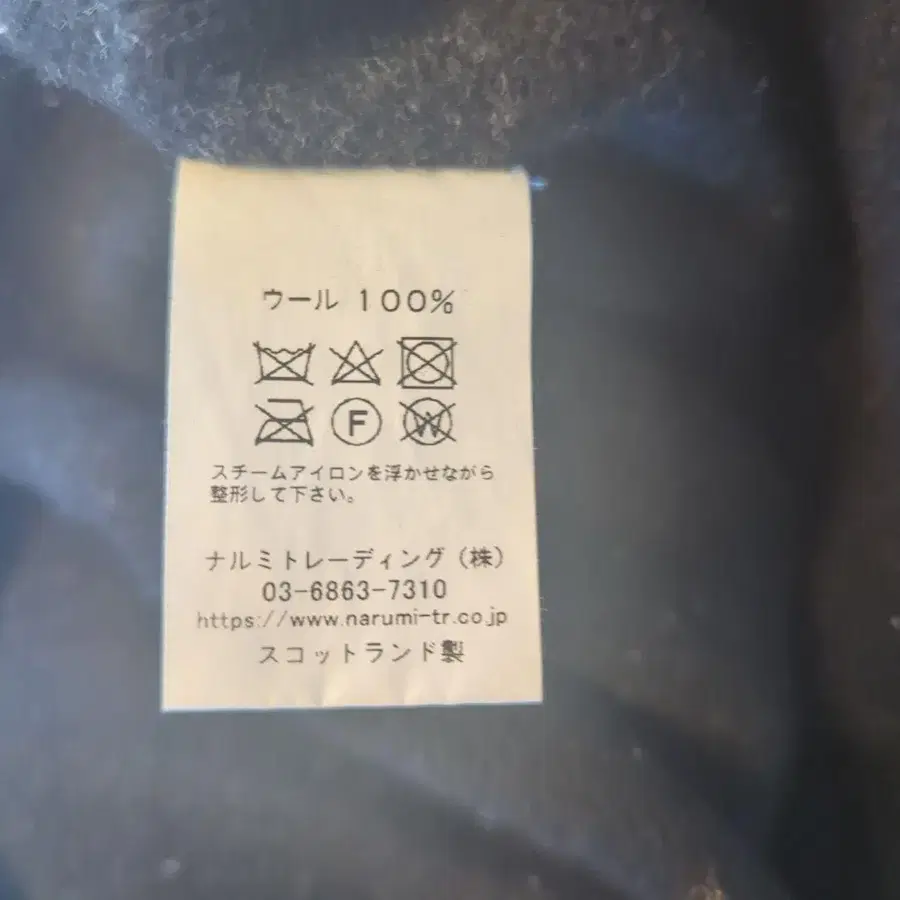 ウール 100%
F W
スチームアイロンを浮かせながら
整形して下さい。
ナルミトレーディング(株)
03-6863-7310
https://www.narumi-tr.co.jp
スコットランド製